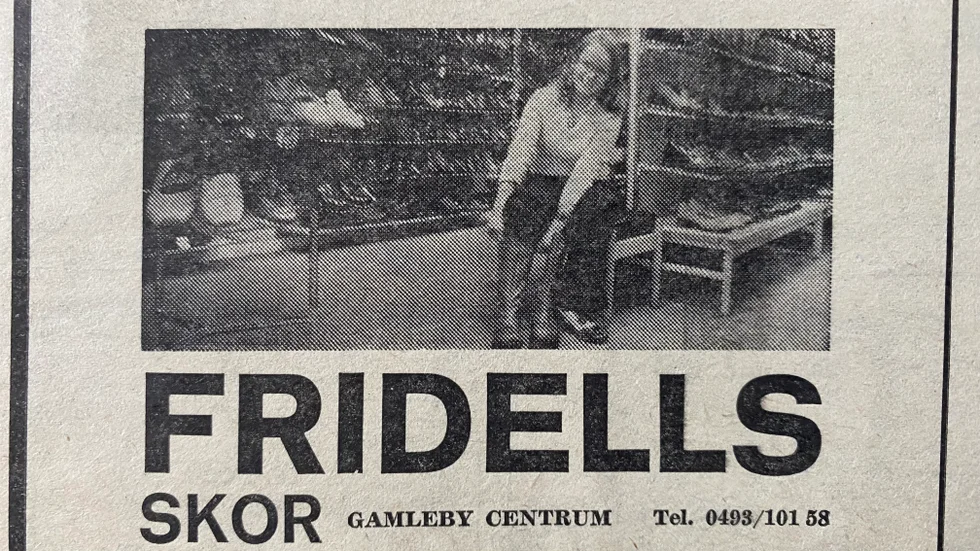 FRIDELLS
SKOR GAMLEBY CENTRUM Tel. 0493/101 58